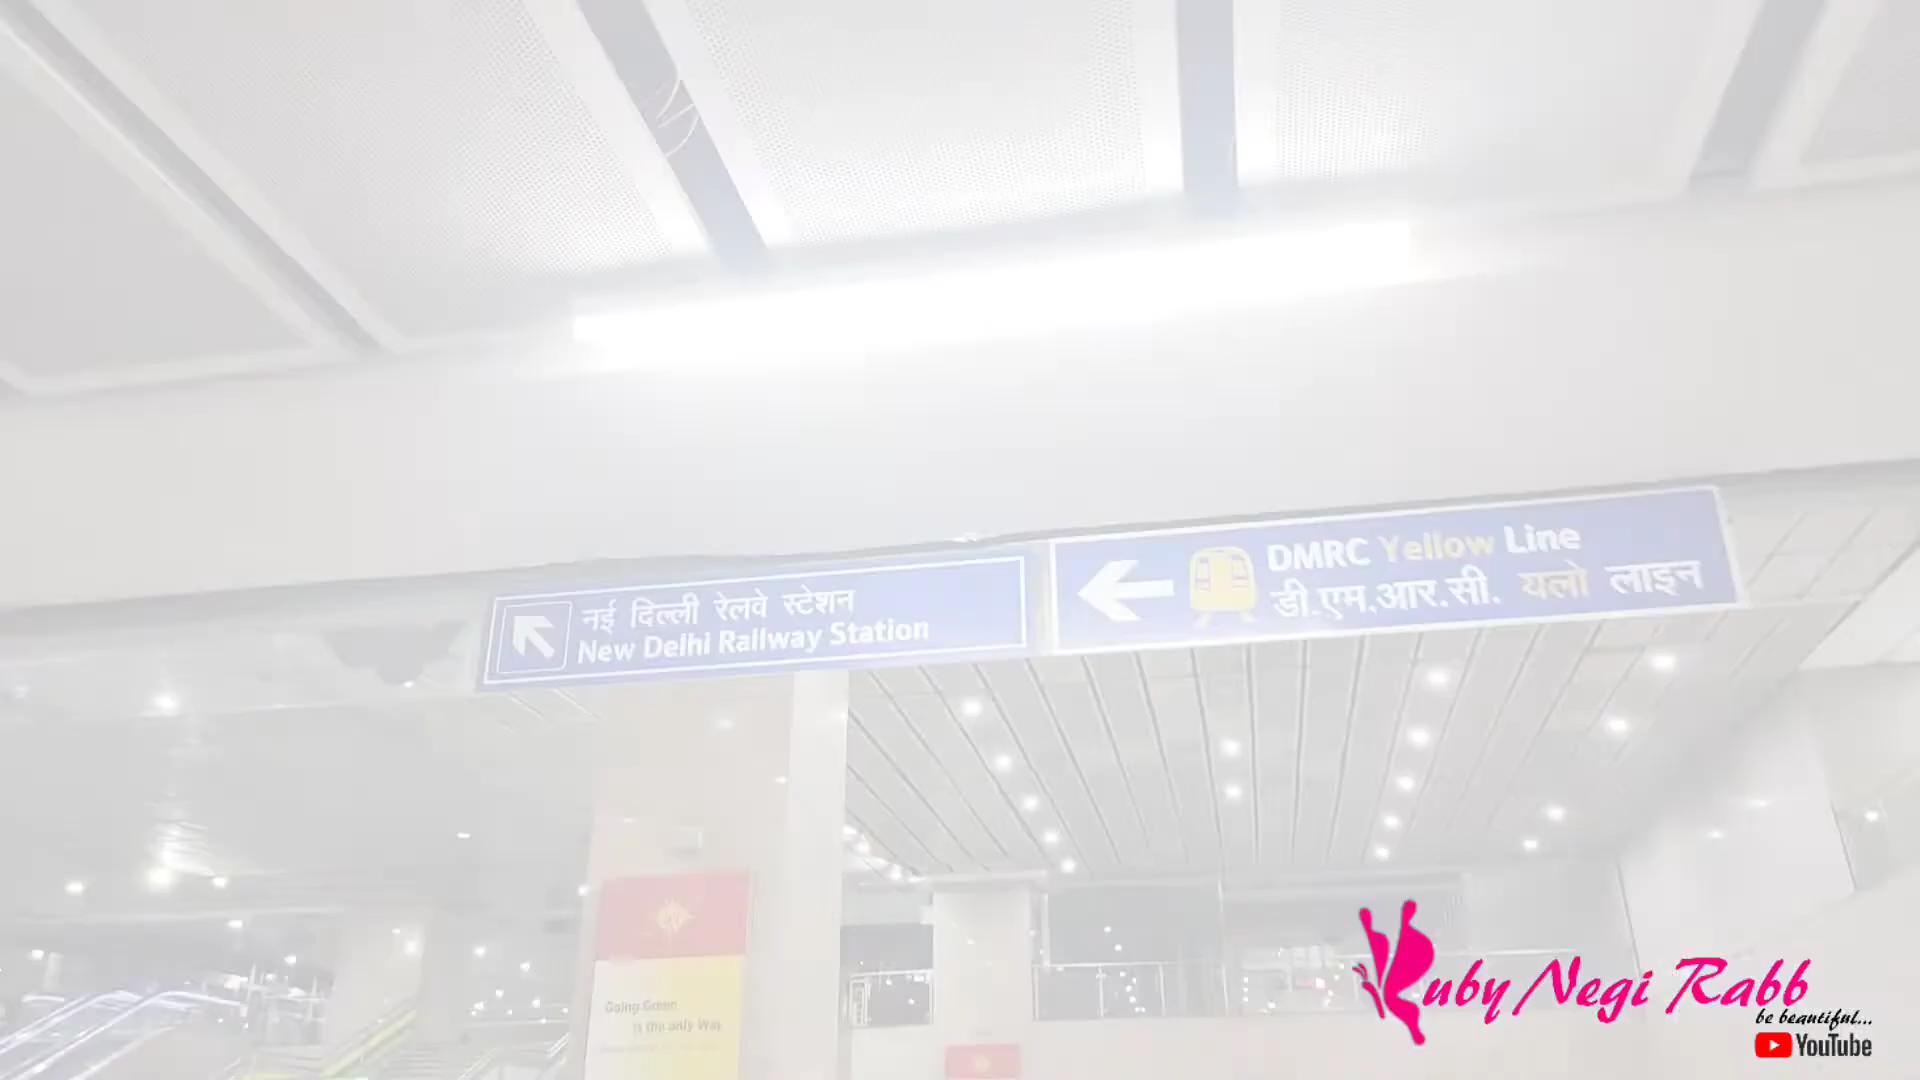 नई दिल्ली रेलवे स्टेशन
New Delhi Railway Station
DMRC Yellow Line
डी.एम.आर.सी. यलो लाइन
Going Green
is the only Way
Ruby Negi Rabb
be beautiful...
YouTube